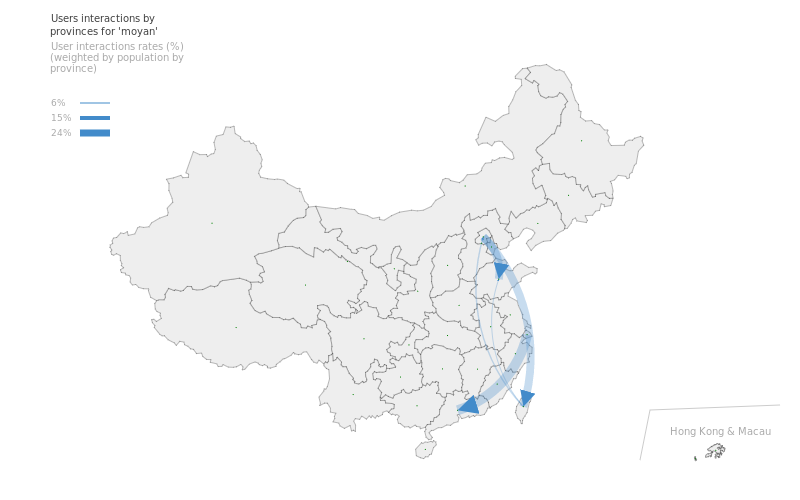 Users interactions by
provinces for 'moyan'
User interactions rates (%)
(weighted by population by
province)
6%
15%
24%
Hong Kong & Macau